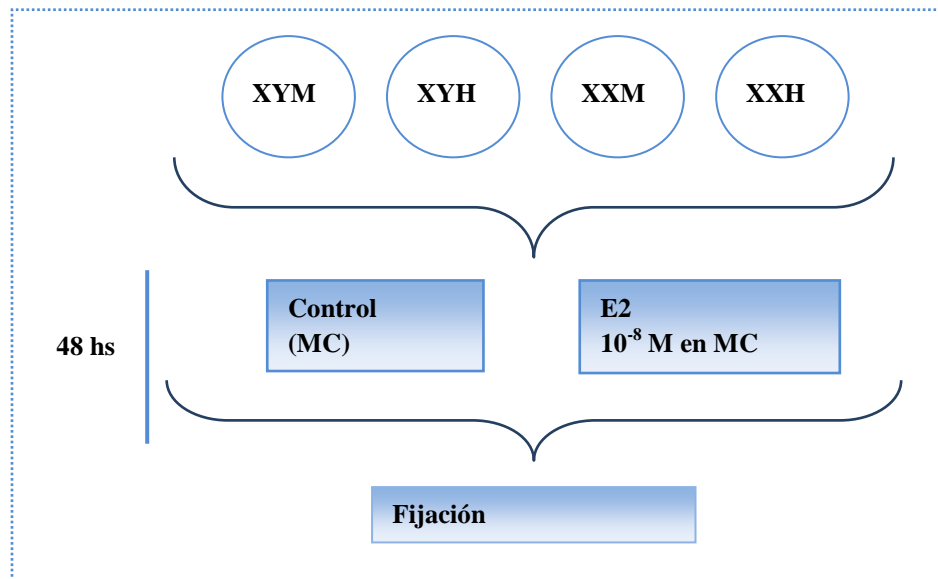 XYM XYH XXM XXH
Control
(MC)
E2
10⁻⁸ M en MC
48 hs
Fijación